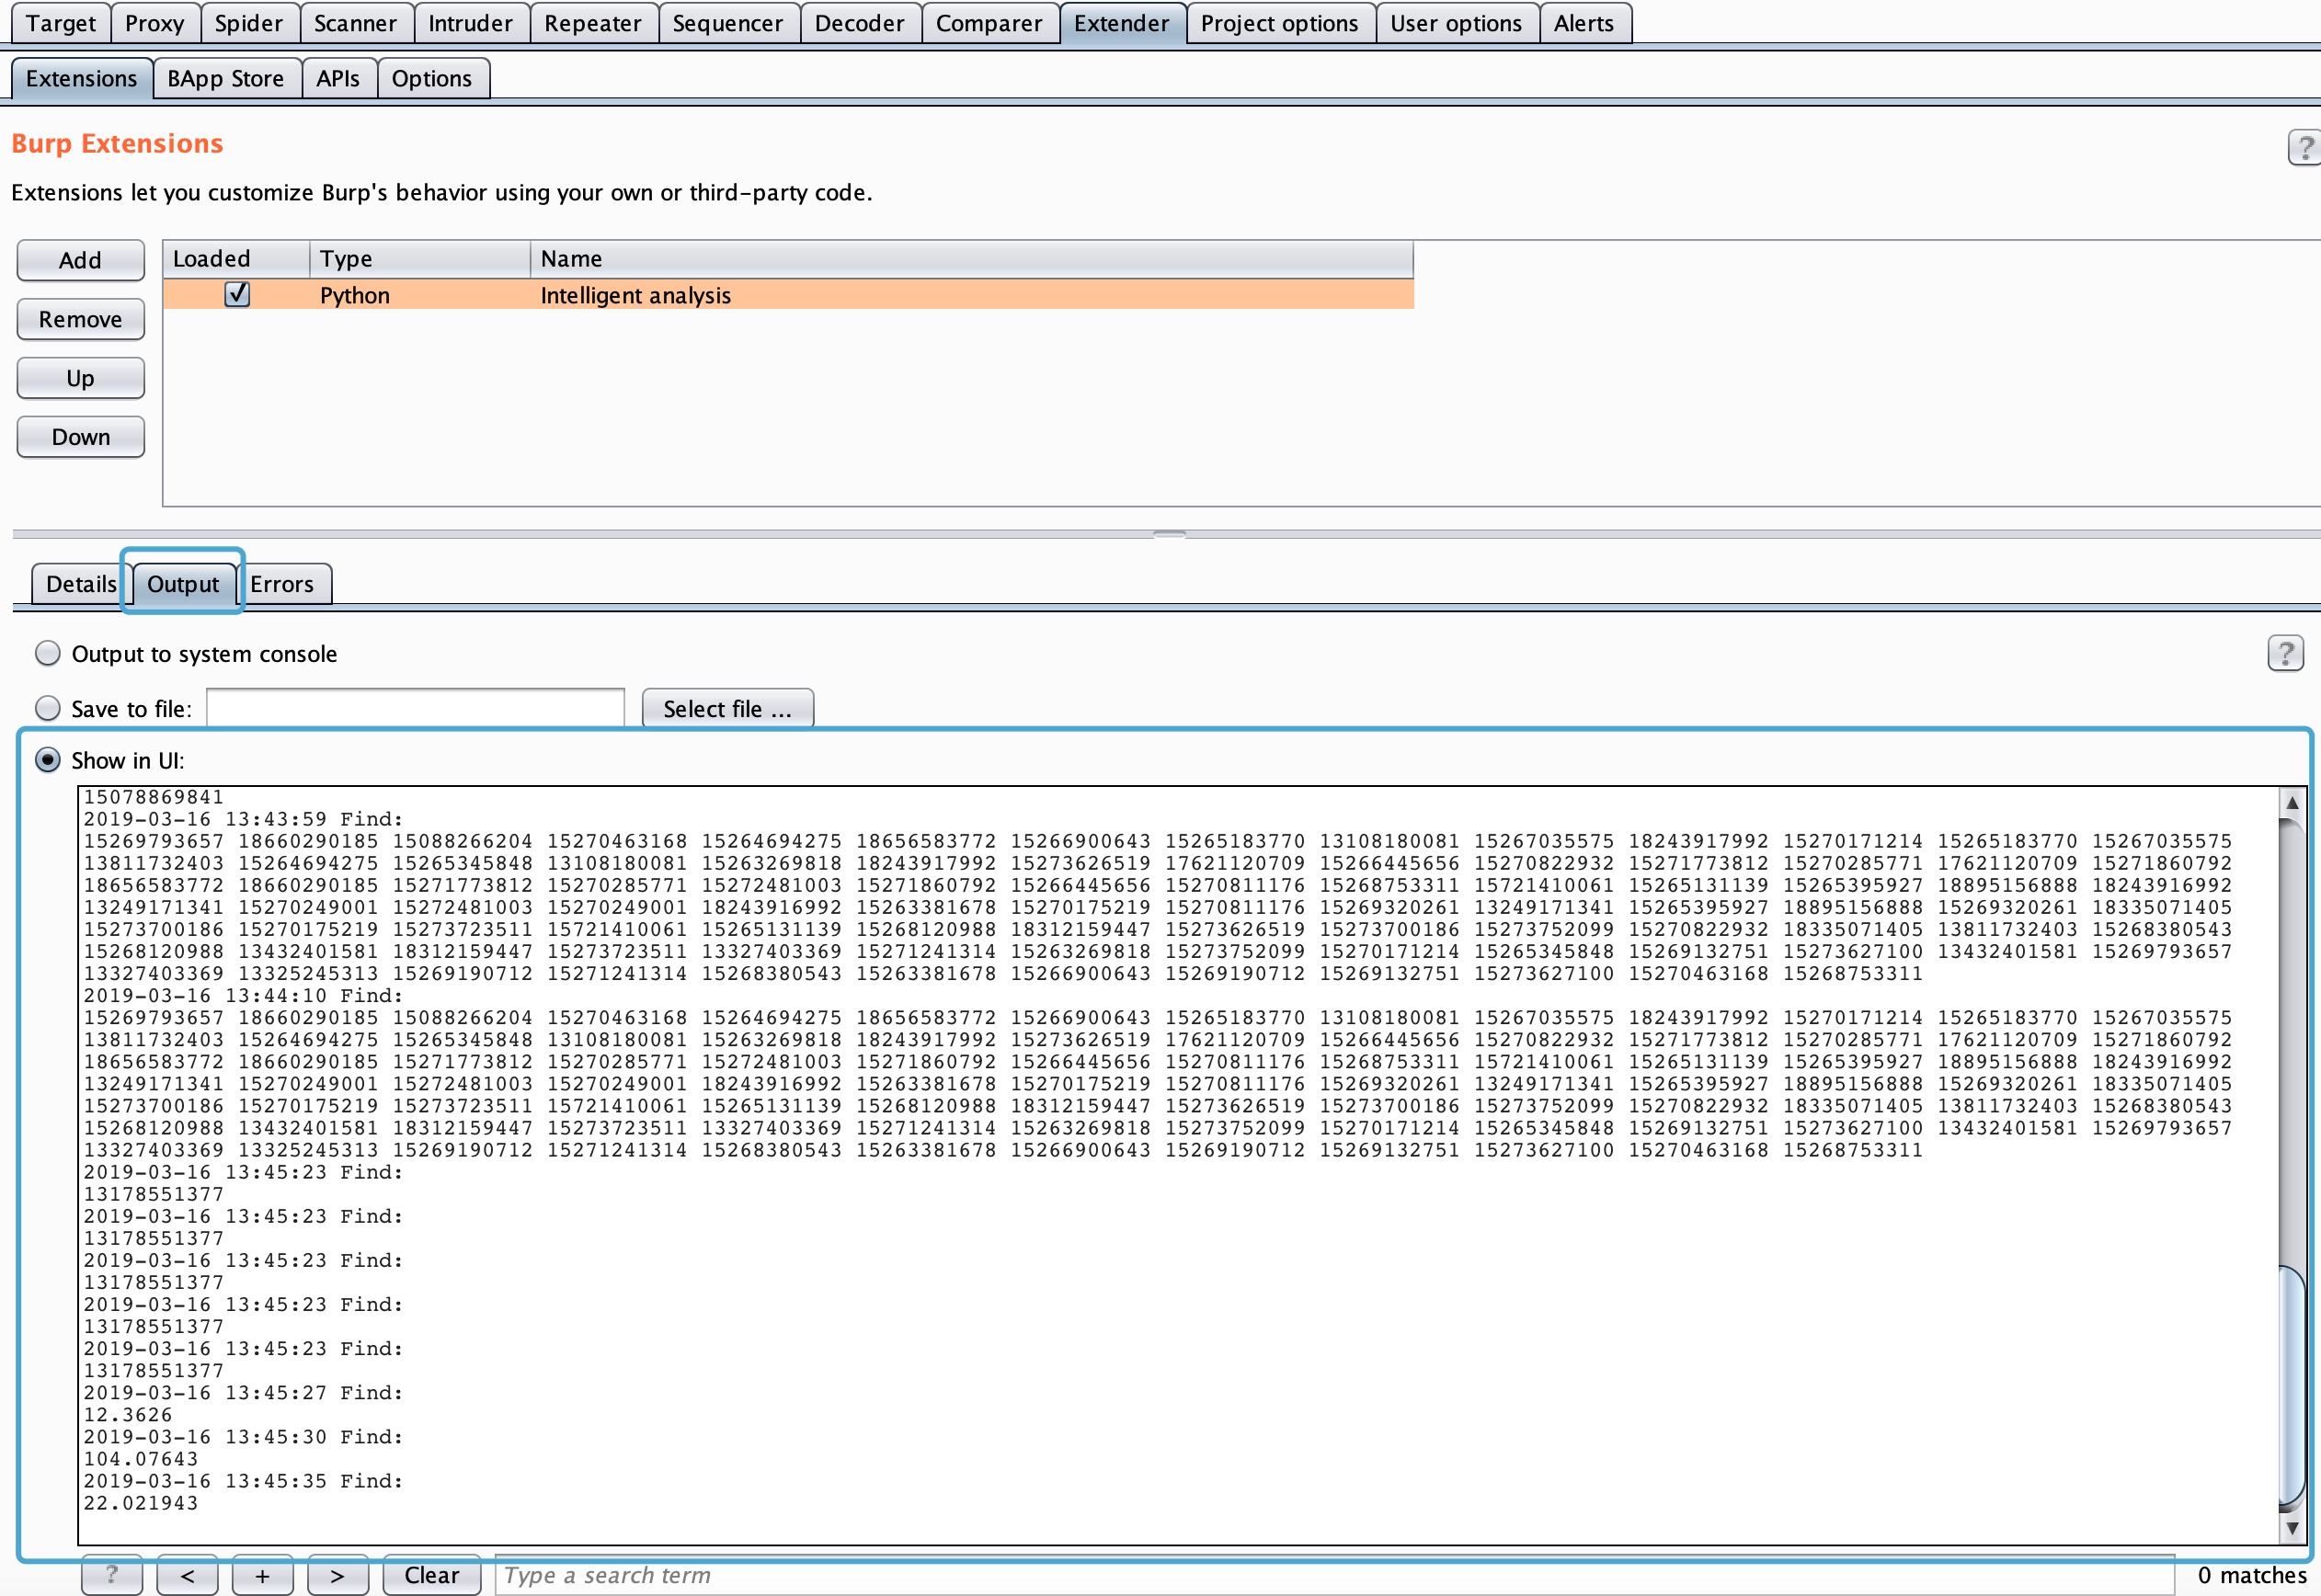 Target Proxy Spider Scanner Intruder Repeater Sequencer Decoder Comparer Extender Project options User options Alerts
Extensions BApp Store APIs Options
Burp Extensions
?
Extensions let you customize Burp's behavior using your own or third-party code.
Add
Loaded Type Name
Python Intelligent analysis
Remove
Up
Down
Details Output Errors
Output to system console
?
Save to file: Select file ...
Show in UI:
15078869841
2019-03-16 13:43:59 Find:
15269793657 18660290185 15088266204 15270463168 15264694275 18656583772 15266900643 15265183770 13108180081 15267035575 18243917992 15270171214 15265183770 15267035575
13811732403 15264694275 15265345848 13108180081 15263269818 18243917992 15273626519 17621120709 15266445656 15270822932 15271773812 15270285771 17621120709 15271860792
18656583772 18660290185 15271773812 15270285771 15272481003 15271860792 15266445656 15270811176 15268753311 15721410061 15265131139 15265395927 18895156888 18243916992
13249171341 15270249001 15272481003 15270249001 18243916992 15263381678 15270175219 15270811176 15269320261 13249171341 15265395927 18895156888 15269320261 18335071405
15273700186 15270175219 15273723511 15721410061 15265131139 15268120988 18312159447 15273626519 15273700186 15273752099 15270822932 18335071405 13811732403 15268380543
15268120988 13432401581 18312159447 15273723511 13327403369 15271241314 15263269818 15273752099 15270171214 15265345848 15269132751 15273627100 13432401581 15269793657
13327403369 13325245313 15269190712 15271241314 15268380543 15263381678 15266900643 15269190712 15269132751 15273627100 15270463168 15268753311
2019-03-16 13:44:10 Find:
15269793657 18660290185 15088266204 15270463168 15264694275 18656583772 15266900643 15265183770 13108180081 15267035575 18243917992 15270171214 15265183770 15267035575
13811732403 15264694275 15265345848 13108180081 15263269818 18243917992 15273626519 17621120709 15266445656 15270822932 15271773812 15270285771 17621120709 15271860792
18656583772 18660290185 15271773812 15270285771 15272481003 15271860792 15266445656 15270811176 15268753311 15721410061 15265131139 15265395927 18895156888 18243916992
13249171341 15270249001 15272481003 15270249001 18243916992 15263381678 15270175219 15270811176 15269320261 13249171341 15265395927 18895156888 15269320261 18335071405
15273700186 15270175219 15273723511 15721410061 15265131139 15268120988 18312159447 15273626519 15273700186 15273752099 15270822932 18335071405 13811732403 15268380543
15268120988 13432401581 18312159447 15273723511 13327403369 15271241314 15263269818 15273752099 15270171214 15265345848 15269132751 15273627100 13432401581 15269793657
13327403369 13325245313 15269190712 15271241314 15268380543 15263381678 15266900643 15269190712 15269132751 15273627100 15270463168 15268753311
2019-03-16 13:45:23 Find:
13178551377
2019-03-16 13:45:23 Find:
13178551377
2019-03-16 13:45:23 Find:
13178551377
2019-03-16 13:45:23 Find:
13178551377
2019-03-16 13:45:23 Find:
13178551377
2019-03-16 13:45:27 Find:
12.3626
2019-03-16 13:45:30 Find:
104.07643
2019-03-16 13:45:35 Find:
22.021943
? < + > Clear Type a search term 0 matches